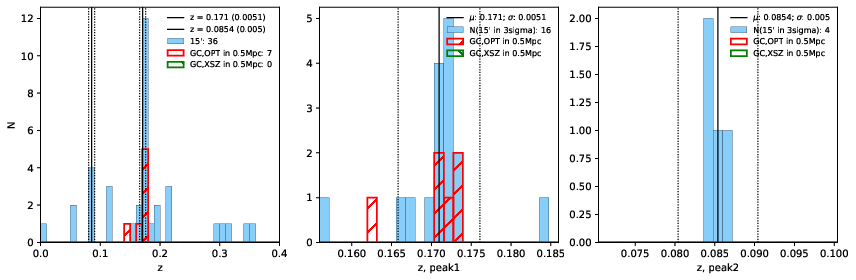 z = 0.171 (0.0051)
z = 0.0854 (0.005)
15': 36
GC,OPT in 0.5Mpc: 7
GC,XSZ in 0.5Mpc: 0
N
0
2
4
6
8
10
12
0.0
0.1
0.2
0.3
0.4
z
μ: 0.171; σ: 0.0051
N(15' in 3sigma): 16
GC,OPT in 0.5Mpc
GC,XSZ in 0.5Mpc
0
1
2
3
4
5
0.160
0.165
0.170
0.175
0.180
0.185
z, peak1
μ: 0.0854; σ: 0.005
N(15' in 3sigma): 4
GC,OPT in 0.5Mpc
GC,XSZ in 0.5Mpc
0.00
0.25
0.50
0.75
1.00
1.25
1.50
1.75
2.00
0.075
0.080
0.085
0.090
0.095
0.100
z, peak2